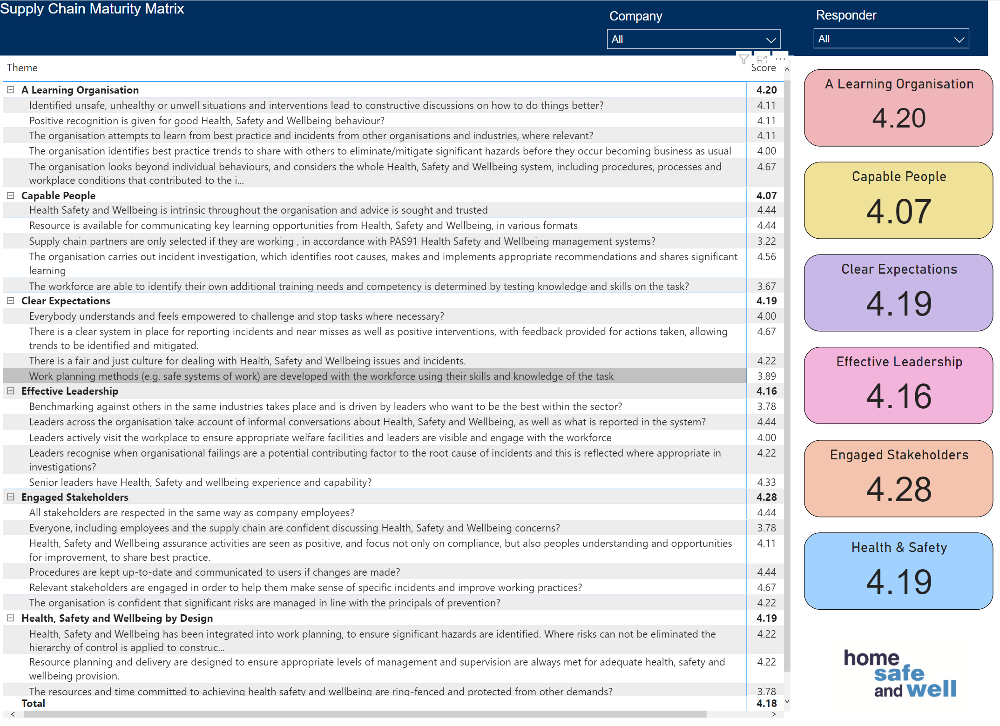 Supply Chain Maturity Matrix
Company
All
Responder
All
Theme
Score
A Learning Organisation 4.20
Identified unsafe, unhealthy or unwell situations and interventions lead to constructive discussions on how to do things better? 4.11
Positive recognition is given for good Health, Safety and Wellbeing behaviour? 4.11
The organisation attempts to learn from best practice and incidents from other organisations and industries, where relevant? 4.11
The organisation identifies best practice trends to share with others to eliminate/mitigate significant hazards before they occur becoming business as usual 4.00
The organisation looks beyond individual behaviours, and considers the whole Health, Safety and Wellbeing system, including procedures, processes and 4.67
workplace conditions that contributed to the i...
Capable People 4.07
Health Safety and Wellbeing is intrinsic throughout the organisation and advice is sought and trusted 4.44
Resource is available for communicating key learning opportunities from Health, Safety and Wellbeing, in various formats 4.44
Supply chain partners are only selected if they are working , in accordance with PAS91 Health Safety and Wellbeing management systems? 3.22
The organisation carries out incident investigation, which identifies root causes, makes and implements appropriate recommendations and shares significant 4.56
learning
The workforce are able to identify their own additional training needs and competency is determined by testing knowledge and skills on the task? 3.67
Clear Expectations 4.19
Everybody understands and feels empowered to challenge and stop tasks where necessary? 4.00
There is a clear system in place for reporting incidents and near misses as well as positive interventions, with feedback provided for actions taken, allowing 4.67
trends to be identified and mitigated.
There is a fair and just culture for dealing with Health, Safety and Wellbeing issues and incidents. 4.22
Work planning methods (e.g. safe systems of work) are developed with the workforce using their skills and knowledge of the task 3.89
Effective Leadership 4.16
Benchmarking against others in the same industries takes place and is driven by leaders who want to be the best within the sector? 3.78
Leaders across the organisation take account of informal conversations about Health, Safety and Wellbeing, as well as what is reported in the system? 4.44
Leaders actively visit the workplace to ensure appropriate welfare facilities and leaders are visible and engage with the workforce 4.00
Leaders recognise when organisational failings are a potential contributing factor to the root cause of incidents and this is reflected where appropriate in 4.22
investigations?
Senior leaders have Health, Safety and wellbeing experience and capability? 4.33
Engaged Stakeholders 4.28
All stakeholders are respected in the same way as company employees? 4.44
Everyone, including employees and the supply chain are confident discussing Health, Safety and Wellbeing concerns? 3.78
Health, Safety and Wellbeing assurance activities are seen as positive, and focus not only on compliance, but also peoples understanding and opportunities 4.11
for improvement, to share best practice.
Procedures are kept up-to-date and communicated to users if changes are made? 4.44
Relevant stakeholders are engaged in order to help them make sense of specific incidents and improve working practices? 4.67
The organisation is confident that significant risks are managed in line with the principals of prevention? 4.22
Health, Safety and Wellbeing by Design 4.19
Health, Safety and Wellbeing has been integrated into work planning, to ensure significant hazards are identified. Where risks can not be eliminated the 4.22
hierarchy of control is applied to construc...
Resource planning and delivery are designed to ensure appropriate levels of management and supervision are always met for adequate health, safety and 4.22
wellbeing provision.
The resources and time committed to achieving health safety and wellbeing are ring-fenced and protected from other demands? 3.78
Total 4.18
A Learning Organisation
4.20
Capable People
4.07
Clear Expectations
4.19
Effective Leadership
4.16
Engaged Stakeholders
4.28
Health & Safety
4.19
home
safe
and well